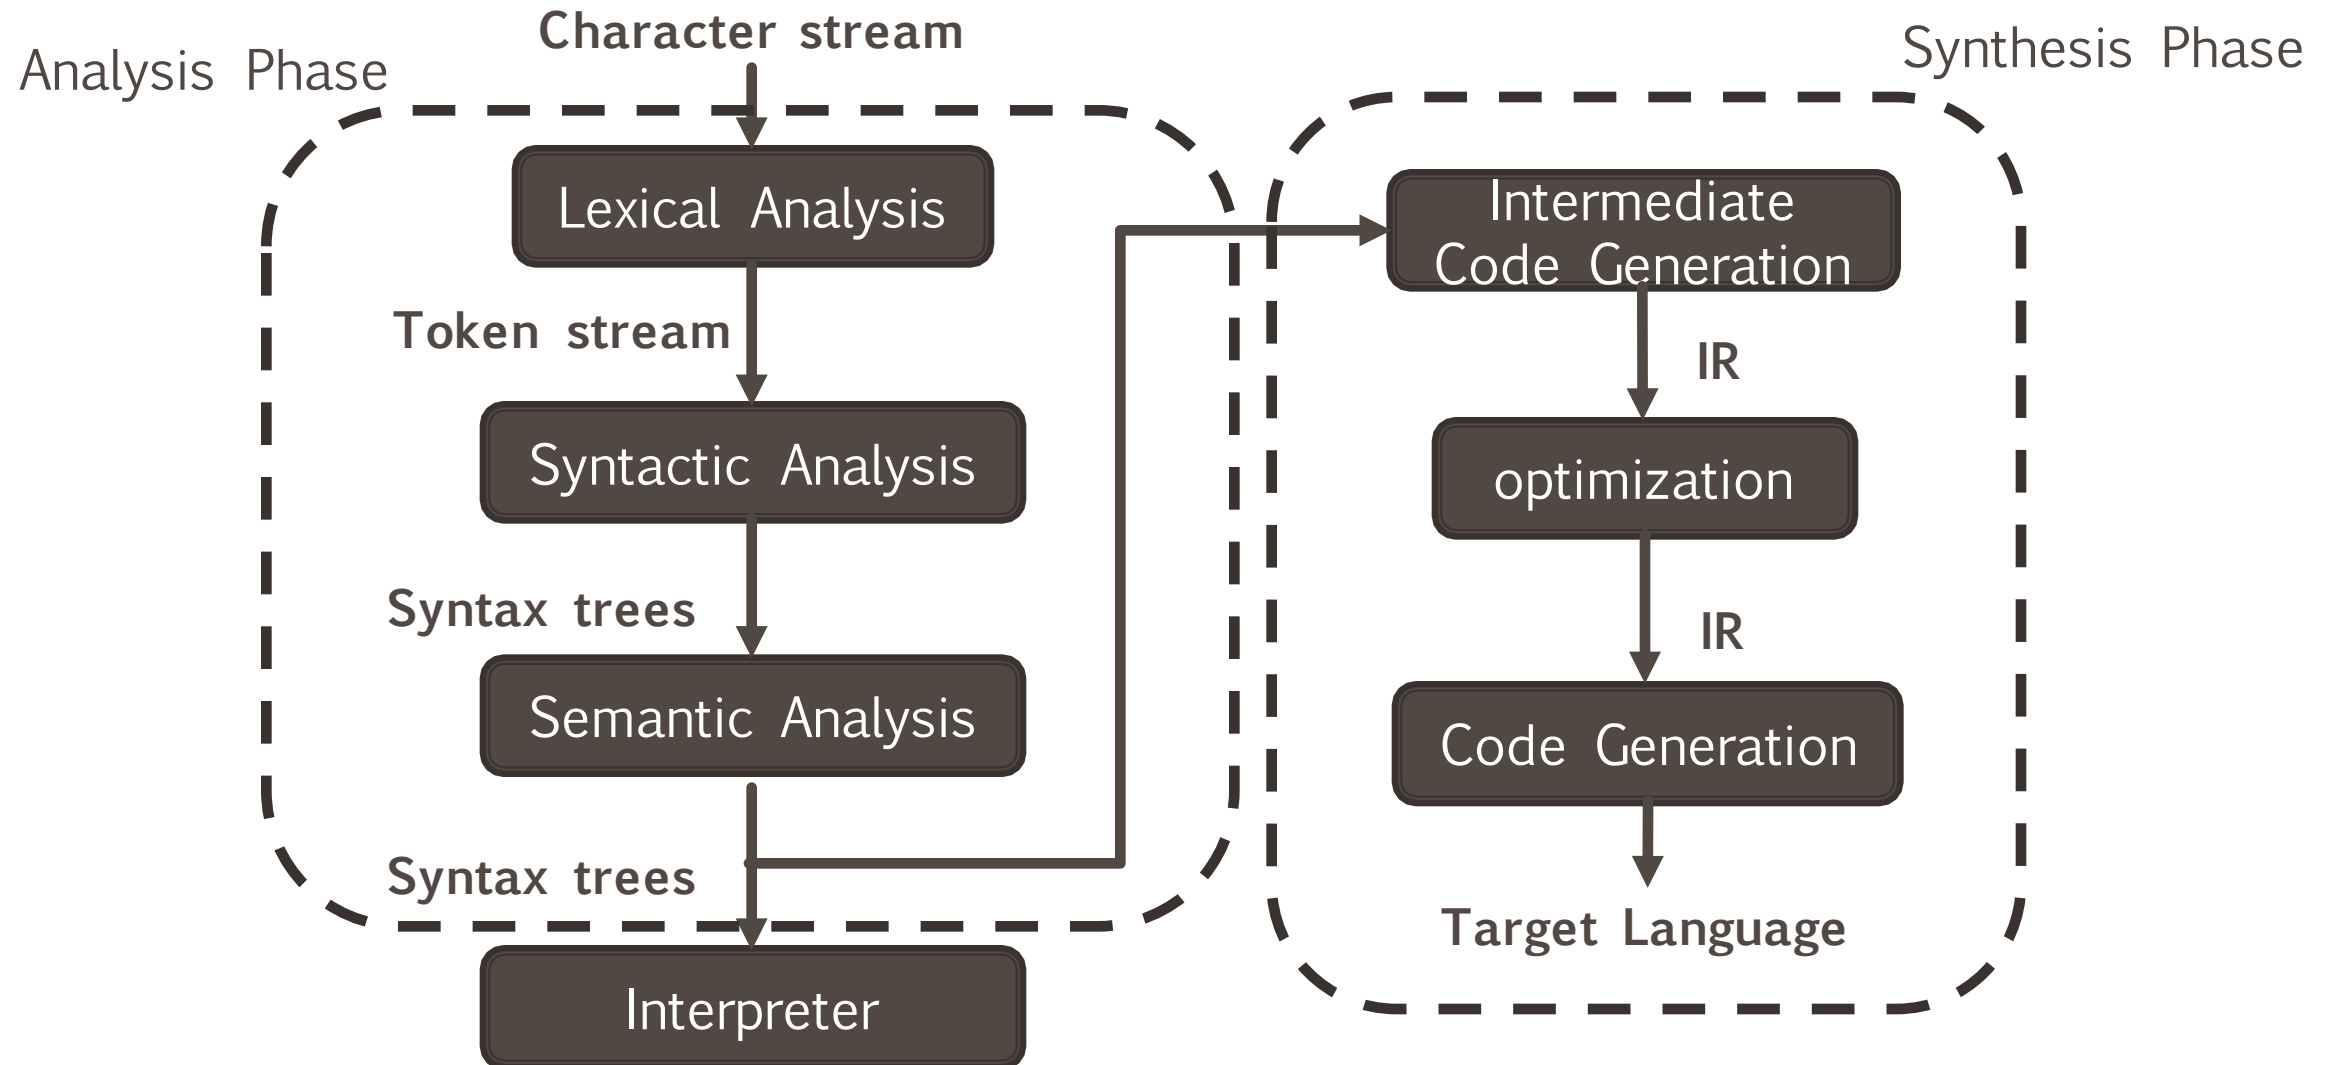 Character stream
Analysis Phase
Lexical Analysis
Token stream
Syntactic Analysis
Syntax trees
Semantic Analysis
Syntax trees
Interpreter
Synthesis Phase
Intermediate
Code Generation
IR
optimization
IR
Code Generation
Target Language